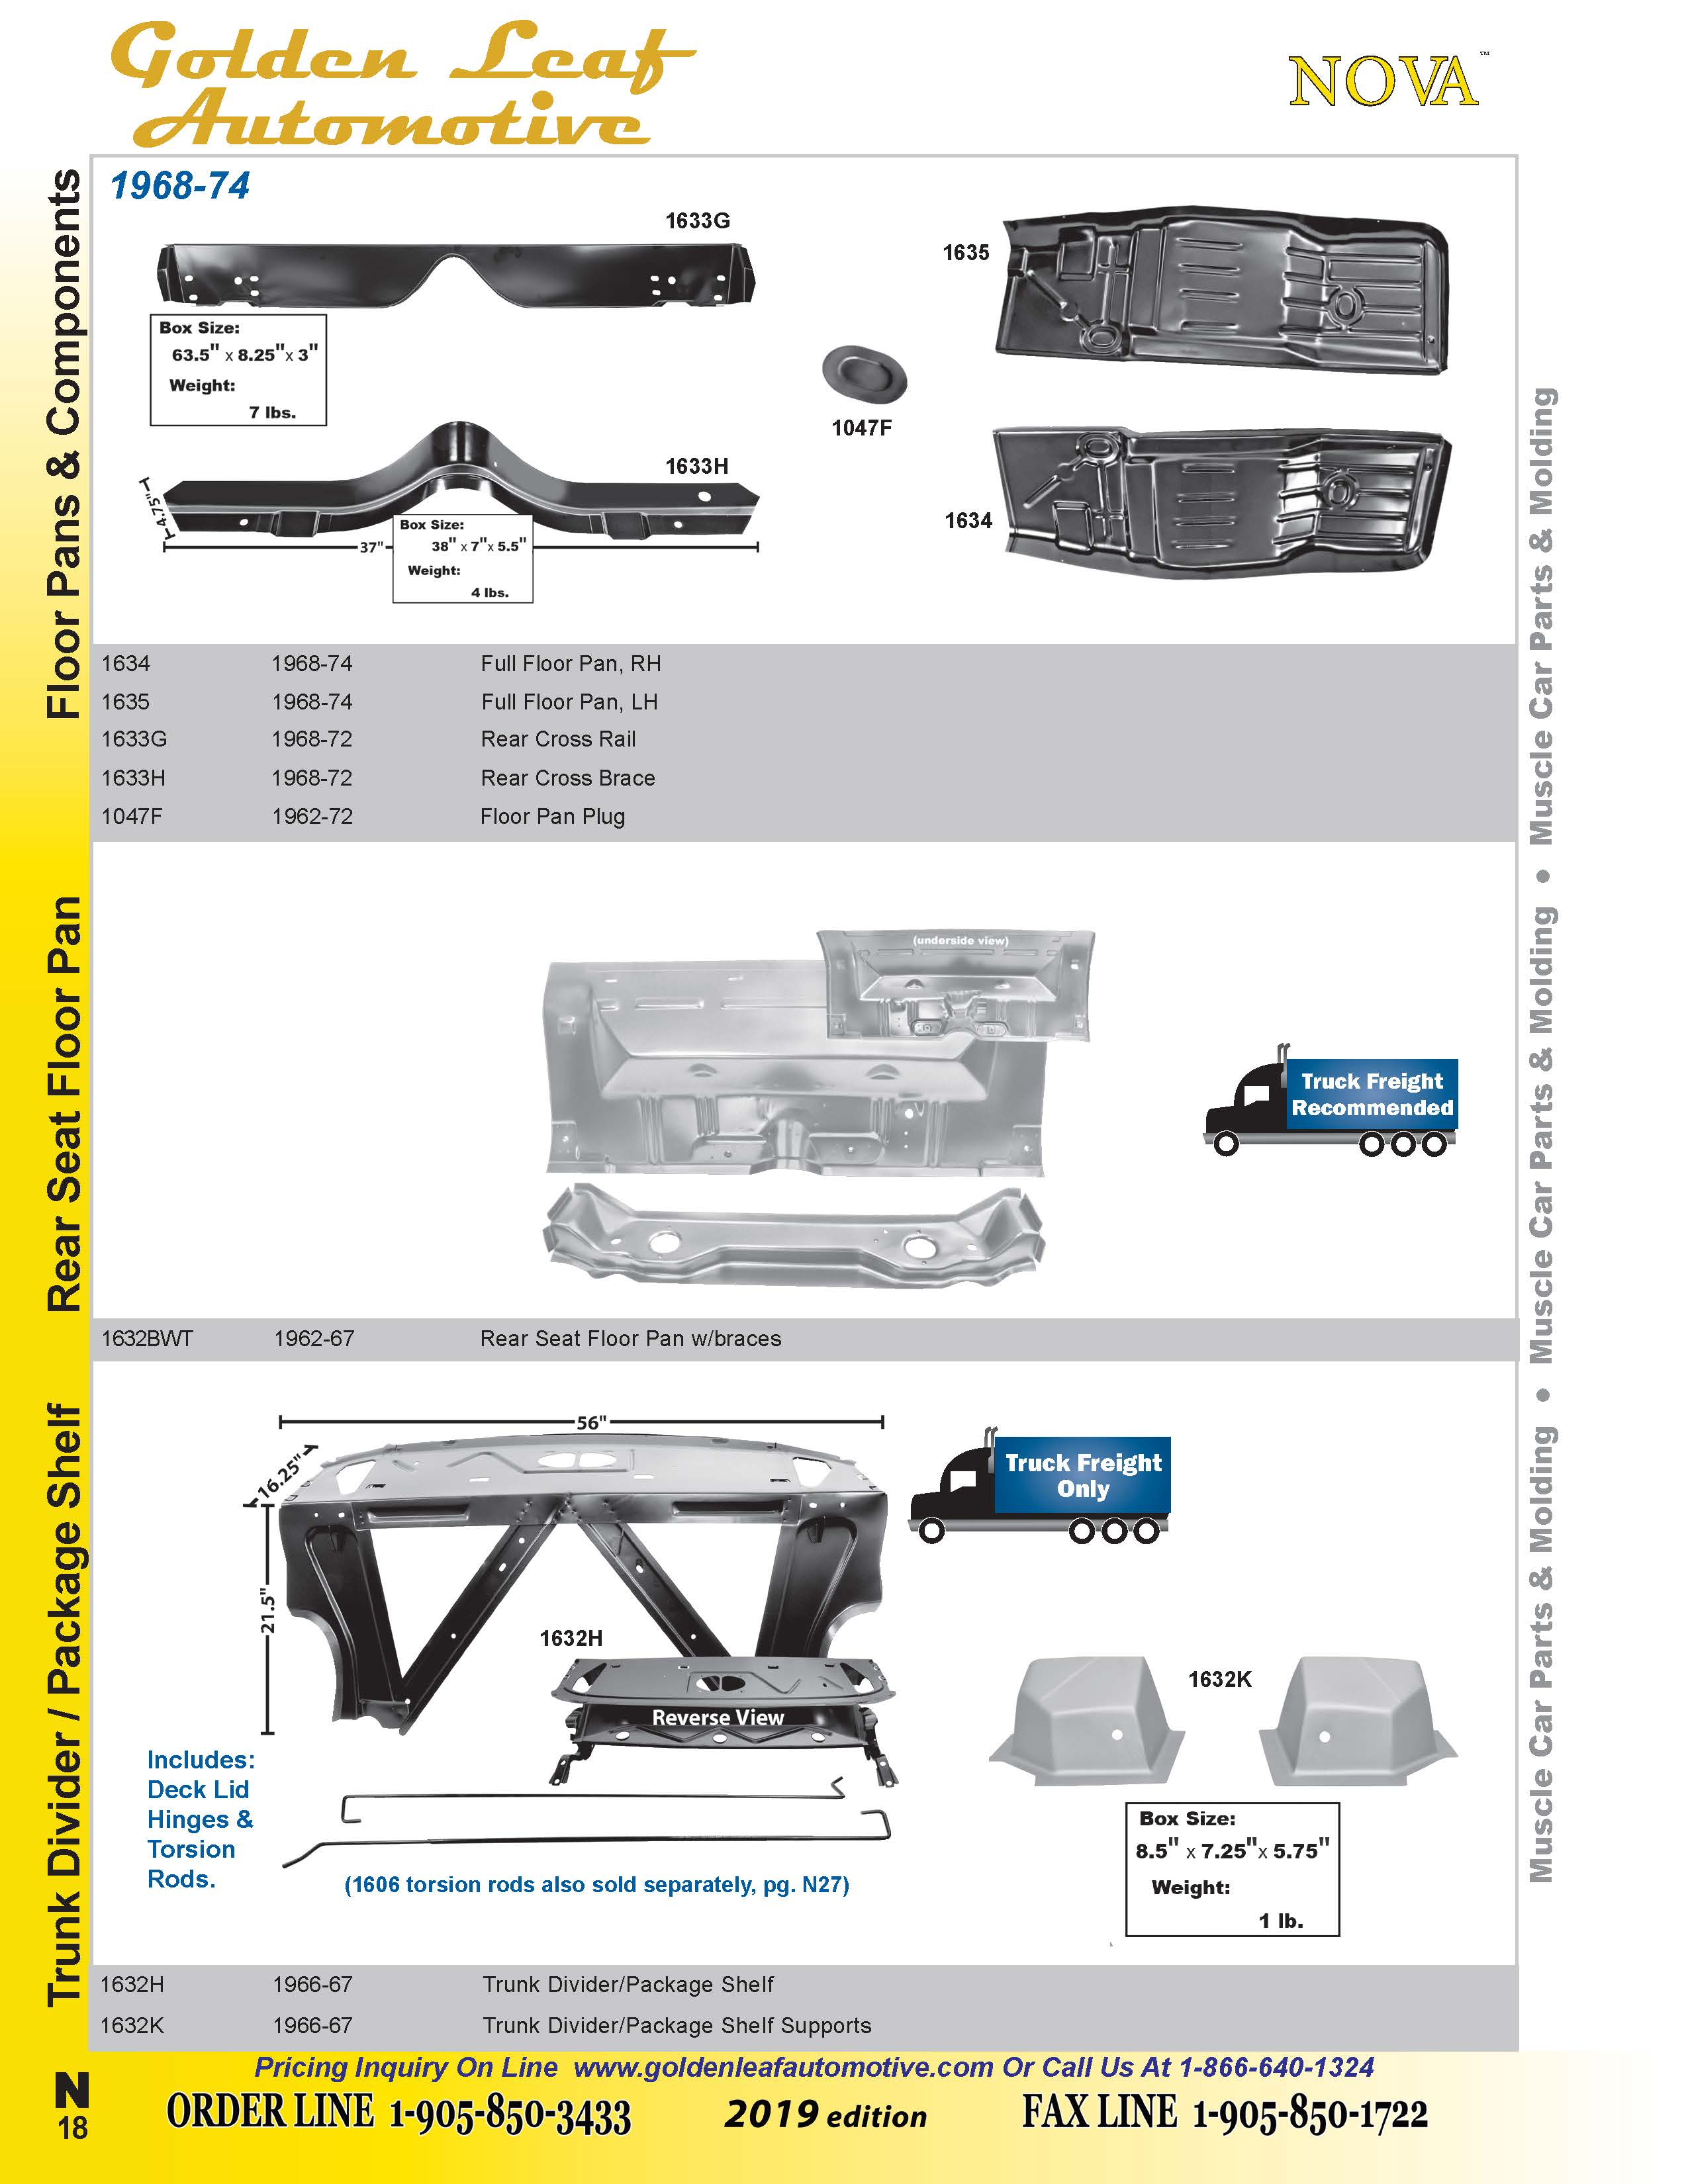 Golden Leaf
Automotive
NOVA™
Floor Pans & Components
1968-74
1633G
Box Size:
63.5" x 8.25" x 3"
Weight:
7 lbs.
1635
1047F
1633H
4.75"
37"
Box Size:
38" x 7" x 5.5"
Weight:
4 lbs.
1634
1634 1968-74 Full Floor Pan, RH
1635 1968-74 Full Floor Pan, LH
1633G 1968-72 Rear Cross Rail
1633H 1968-72 Rear Cross Brace
1047F 1962-72 Floor Pan Plug
Rear Seat Floor Pan
(underside view)
Truck Freight
Recommended
1632BWT 1962-67 Rear Seat Floor Pan w/braces
Trunk Divider / Package Shelf
56"
16.25"
21.5"
Truck Freight
Only
1632H
Reverse View
1632K
Includes:
Deck Lid
Hinges &
Torsion
Rods.
(1606 torsion rods also sold separately, pg. N27)
Box Size:
8.5" x 7.25" x 5.75"
Weight:
1 lb.
1632H 1966-67 Trunk Divider/Package Shelf
1632K 1966-67 Trunk Divider/Package Shelf Supports
Muscle Car Parts & Molding • Muscle Car Parts & Molding • Muscle Car Parts & Molding
Pricing Inquiry On Line www.goldenleafautomotive.com Or Call Us At 1-866-640-1324
N
18
ORDER LINE 1-905-850-3433
2019 edition
FAX LINE 1-905-850-1722